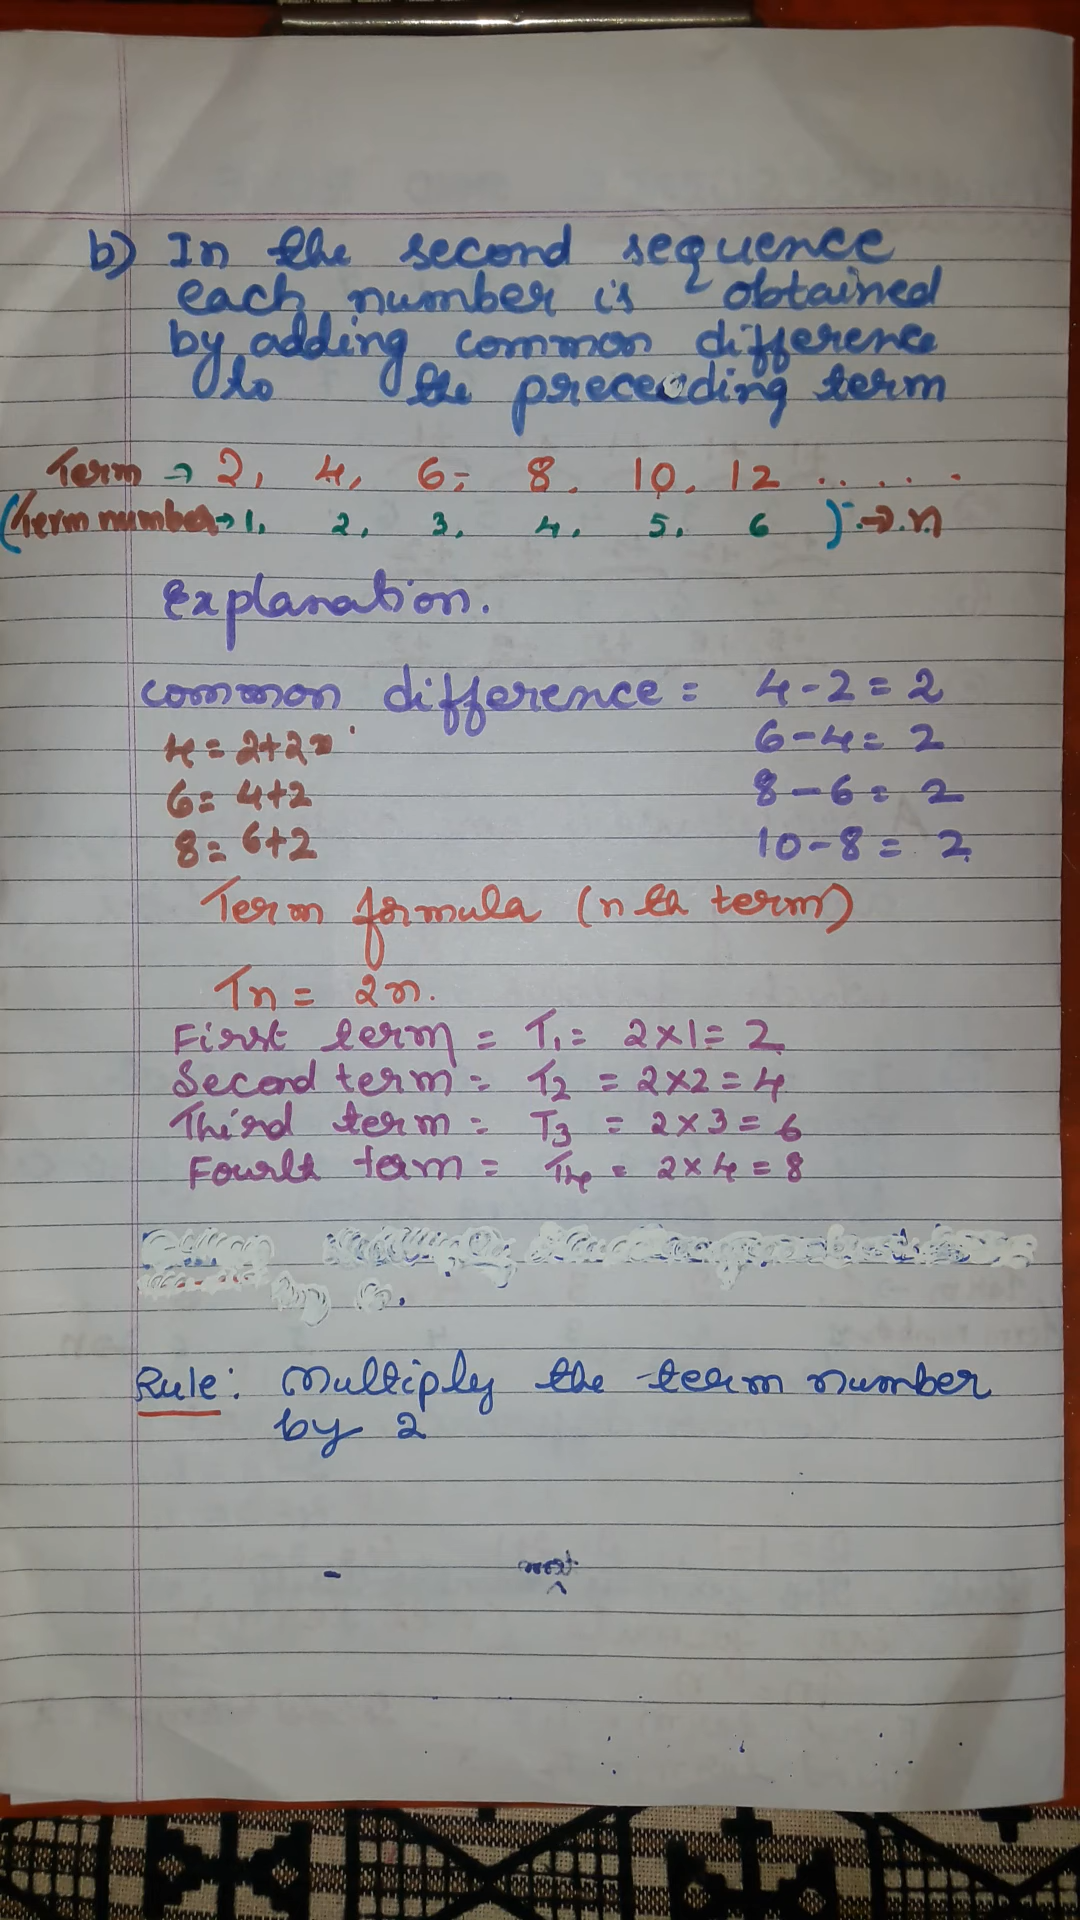 b) In the second sequence
each number is obtained
by adding common difference
to the preceeding term
Term → 2, 4, 6, 8, 10, 12 ......
(Term number → 1, 2, 3, 4, 5, 6 ) → n
Explanation.
common difference = 4-2=2
4 = 2+2 6-4= 2
6= 4+2 8-6= 2
8= 6+2 10-8= 2
Term formula (nth term)
Tn = 2n.
First term = T1= 2×1= 2
Second term = T2 = 2×2=4
Third term = T3 = 2×3=6
Fourth term = T4 = 2×4=8
Rule: Multiply the term number
by 2